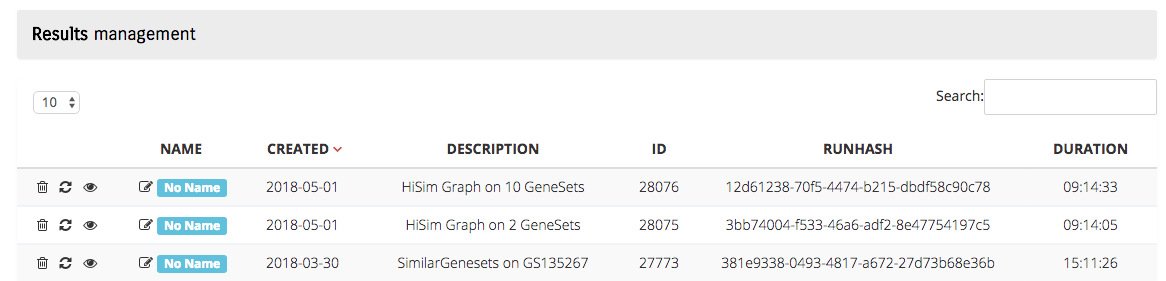 Results management
10 Search:
NAME CREATED DESCRIPTION ID RUNHASH DURATION
No Name 2018-05-01 HiSim Graph on 10 GeneSets 28076 12d61238-70f5-4474-b215-dbdf58c90c78 09:14:33
No Name 2018-05-01 HiSim Graph on 2 GeneSets 28075 3bb74004-f533-46a6-adf2-8e47754197c5 09:14:05
No Name 2018-03-30 SimilarGenesets on GS135267 27773 381e9338-0493-4817-a672-27d73b68e36b 15:11:26